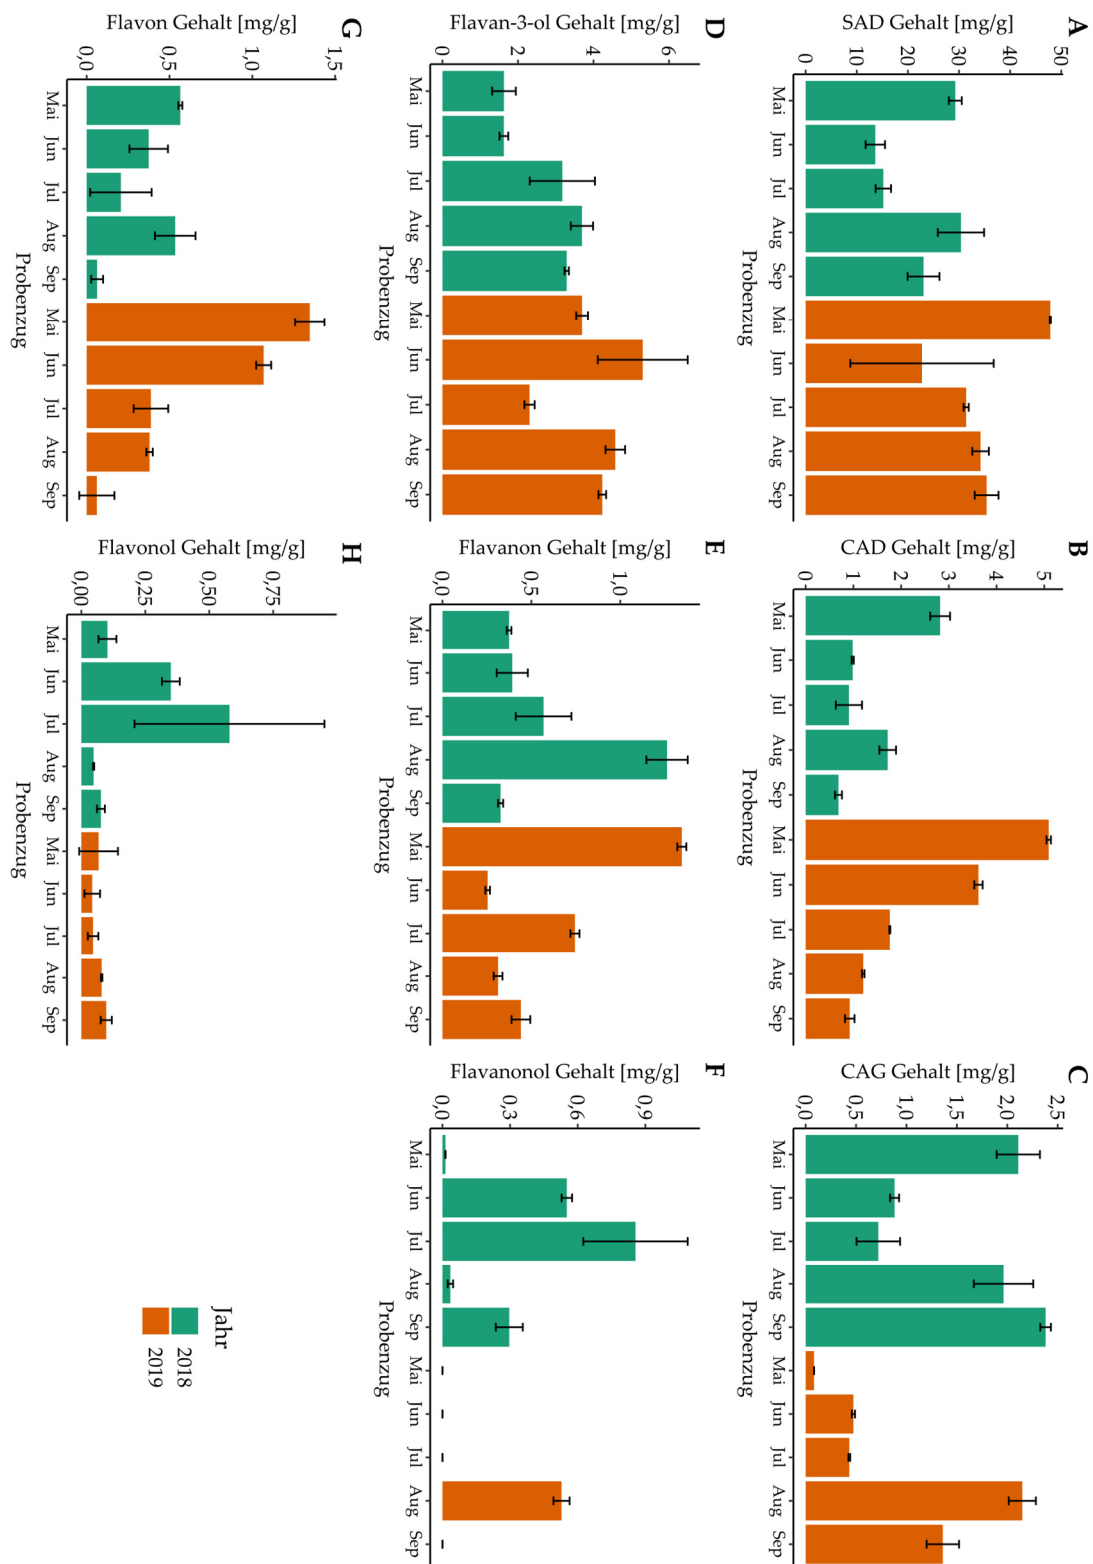 A
SAD Gehalt [mg/g]
50
40
30
20
10
0
Mai Jun Jul Aug Sep Mai Jun Jul Aug Sep
Probenzug
B
CAD Gehalt [mg/g]
5
4
3
2
1
0
Mai Jun Jul Aug Sep Mai Jun Jul Aug Sep
Probenzug
C
CAG Gehalt [mg/g]
2,5
2,0
1,5
1,0
0,5
0,0
Mai Jun Jul Aug Sep Mai Jun Jul Aug Sep
Probenzug
D
Flavan-3-ol Gehalt [mg/g]
6
4
2
0
Mai Jun Jul Aug Sep Mai Jun Jul Aug Sep
Probenzug
E
Flavanon Gehalt [mg/g]
1,0
0,5
0,0
Mai Jun Jul Aug Sep Mai Jun Jul Aug Sep
Probenzug
F
Flavanonol Gehalt [mg/g]
0,9
0,6
0,3
0,0
Mai Jun Jul Aug Sep Mai Jun Jul Aug Sep
Probenzug
G
Flavon Gehalt [mg/g]
1,5
1,0
0,5
0,0
Mai Jun Jul Aug Sep Mai Jun Jul Aug Sep
Probenzug
H
Flavonol Gehalt [mg/g]
0,75
0,50
0,25
0,00
Mai Jun Jul Aug Sep Mai Jun Jul Aug Sep
Probenzug
Jahr
2018
2019